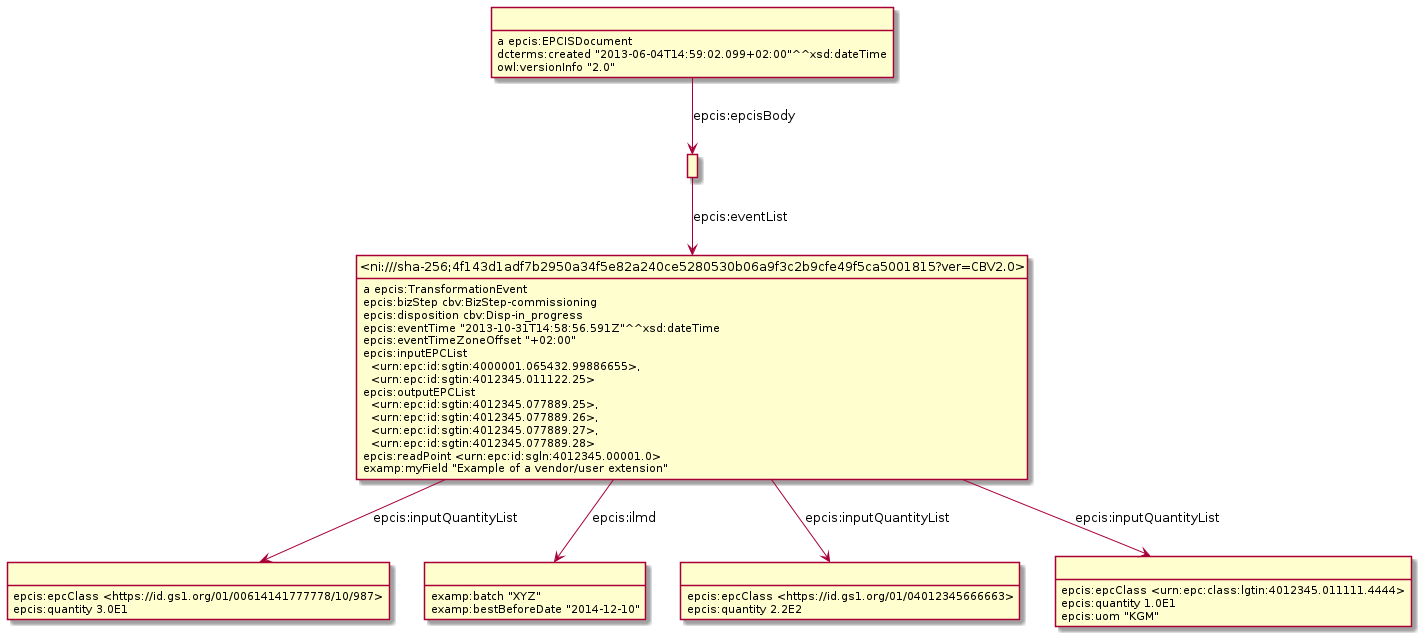 a epcis:EPCISDocument
dcterms:created "2013-06-04T14:59:02.099+02:00"^^xsd:dateTime
owl:versionInfo "2.0"
epcis:epcisBody
epcis:eventList
<ni:///sha-256;4f143d1adf7b2950a34f5e82a240ce5280530b06a9f3c2b9cfe49f5ca5001815?ver=CBV2.0>
a epcis:TransformationEvent
epcis:bizStep cbv:BizStep-commissioning
epcis:disposition cbv:Disp-in_progress
epcis:eventTime "2013-10-31T14:58:56.591Z"^^xsd:dateTime
epcis:eventTimeZoneOffset "+02:00"
epcis:inputEPCList
<urn:epc:id:sgtin:4000001.065432.99886655>,
<urn:epc:id:sgtin:4012345.011122.25>
epcis:outputEPCList
<urn:epc:id:sgtin:4012345.077889.25>,
<urn:epc:id:sgtin:4012345.077889.26>,
<urn:epc:id:sgtin:4012345.077889.27>,
<urn:epc:id:sgtin:4012345.077889.28>
epcis:readPoint <urn:epc:id:sgln:4012345.00001.0>
examp:myField "Example of a vendor/user extension"
epcis:inputQuantityList
epcis:ilmd
epcis:inputQuantityList
epcis:inputQuantityList
epcis:epcClass <https://id.gs1.org/01/00614141777778/10/987>
epcis:quantity 3.0E1
examp:batch "XYZ"
examp:bestBeforeDate "2014-12-10"
epcis:epcClass <https://id.gs1.org/01/04012345666663>
epcis:quantity 2.2E2
epcis:epcClass <urn:epc:class:lgtin:4012345.011111.4444>
epcis:quantity 1.0E1
epcis:uom "KGM"